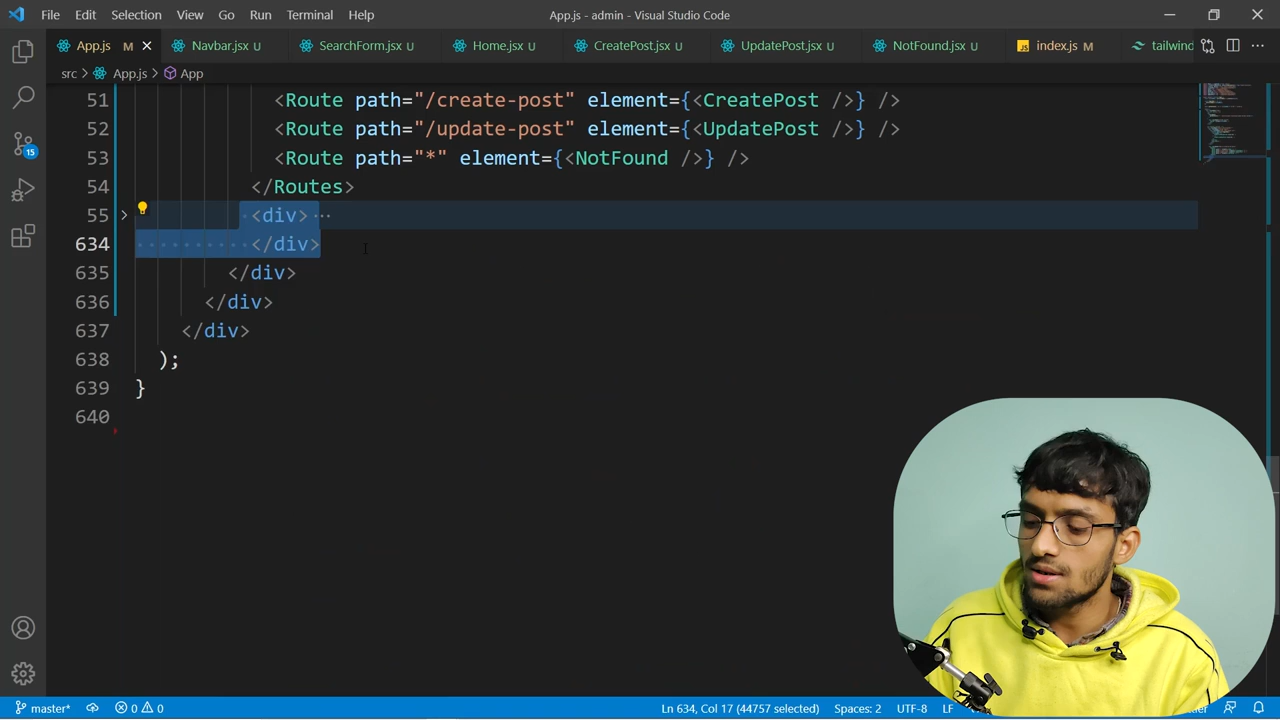 File Edit Selection View Go Run Terminal Help App.js - admin - Visual Studio Code
App.js M Navbar.jsx U SearchForm.jsx U Home.jsx U CreatePost.jsx U UpdatePost.jsx U NotFound.jsx U JS index.js M tailwind
src > App.js > App
51 <Route path="/create-post" element={<CreatePost />} />
52 <Route path="/update-post" element={<UpdatePost />} />
53 <Route path="*" element={<NotFound />} />
54 </Routes>
55 <div> ···
634 </div>
635 </div>
636 </div>
637 </div>
638 );
639 }
640
15
master* 0 0 Ln 634, Col 17 (44757 selected) Spaces: 2 UTF-8 LF